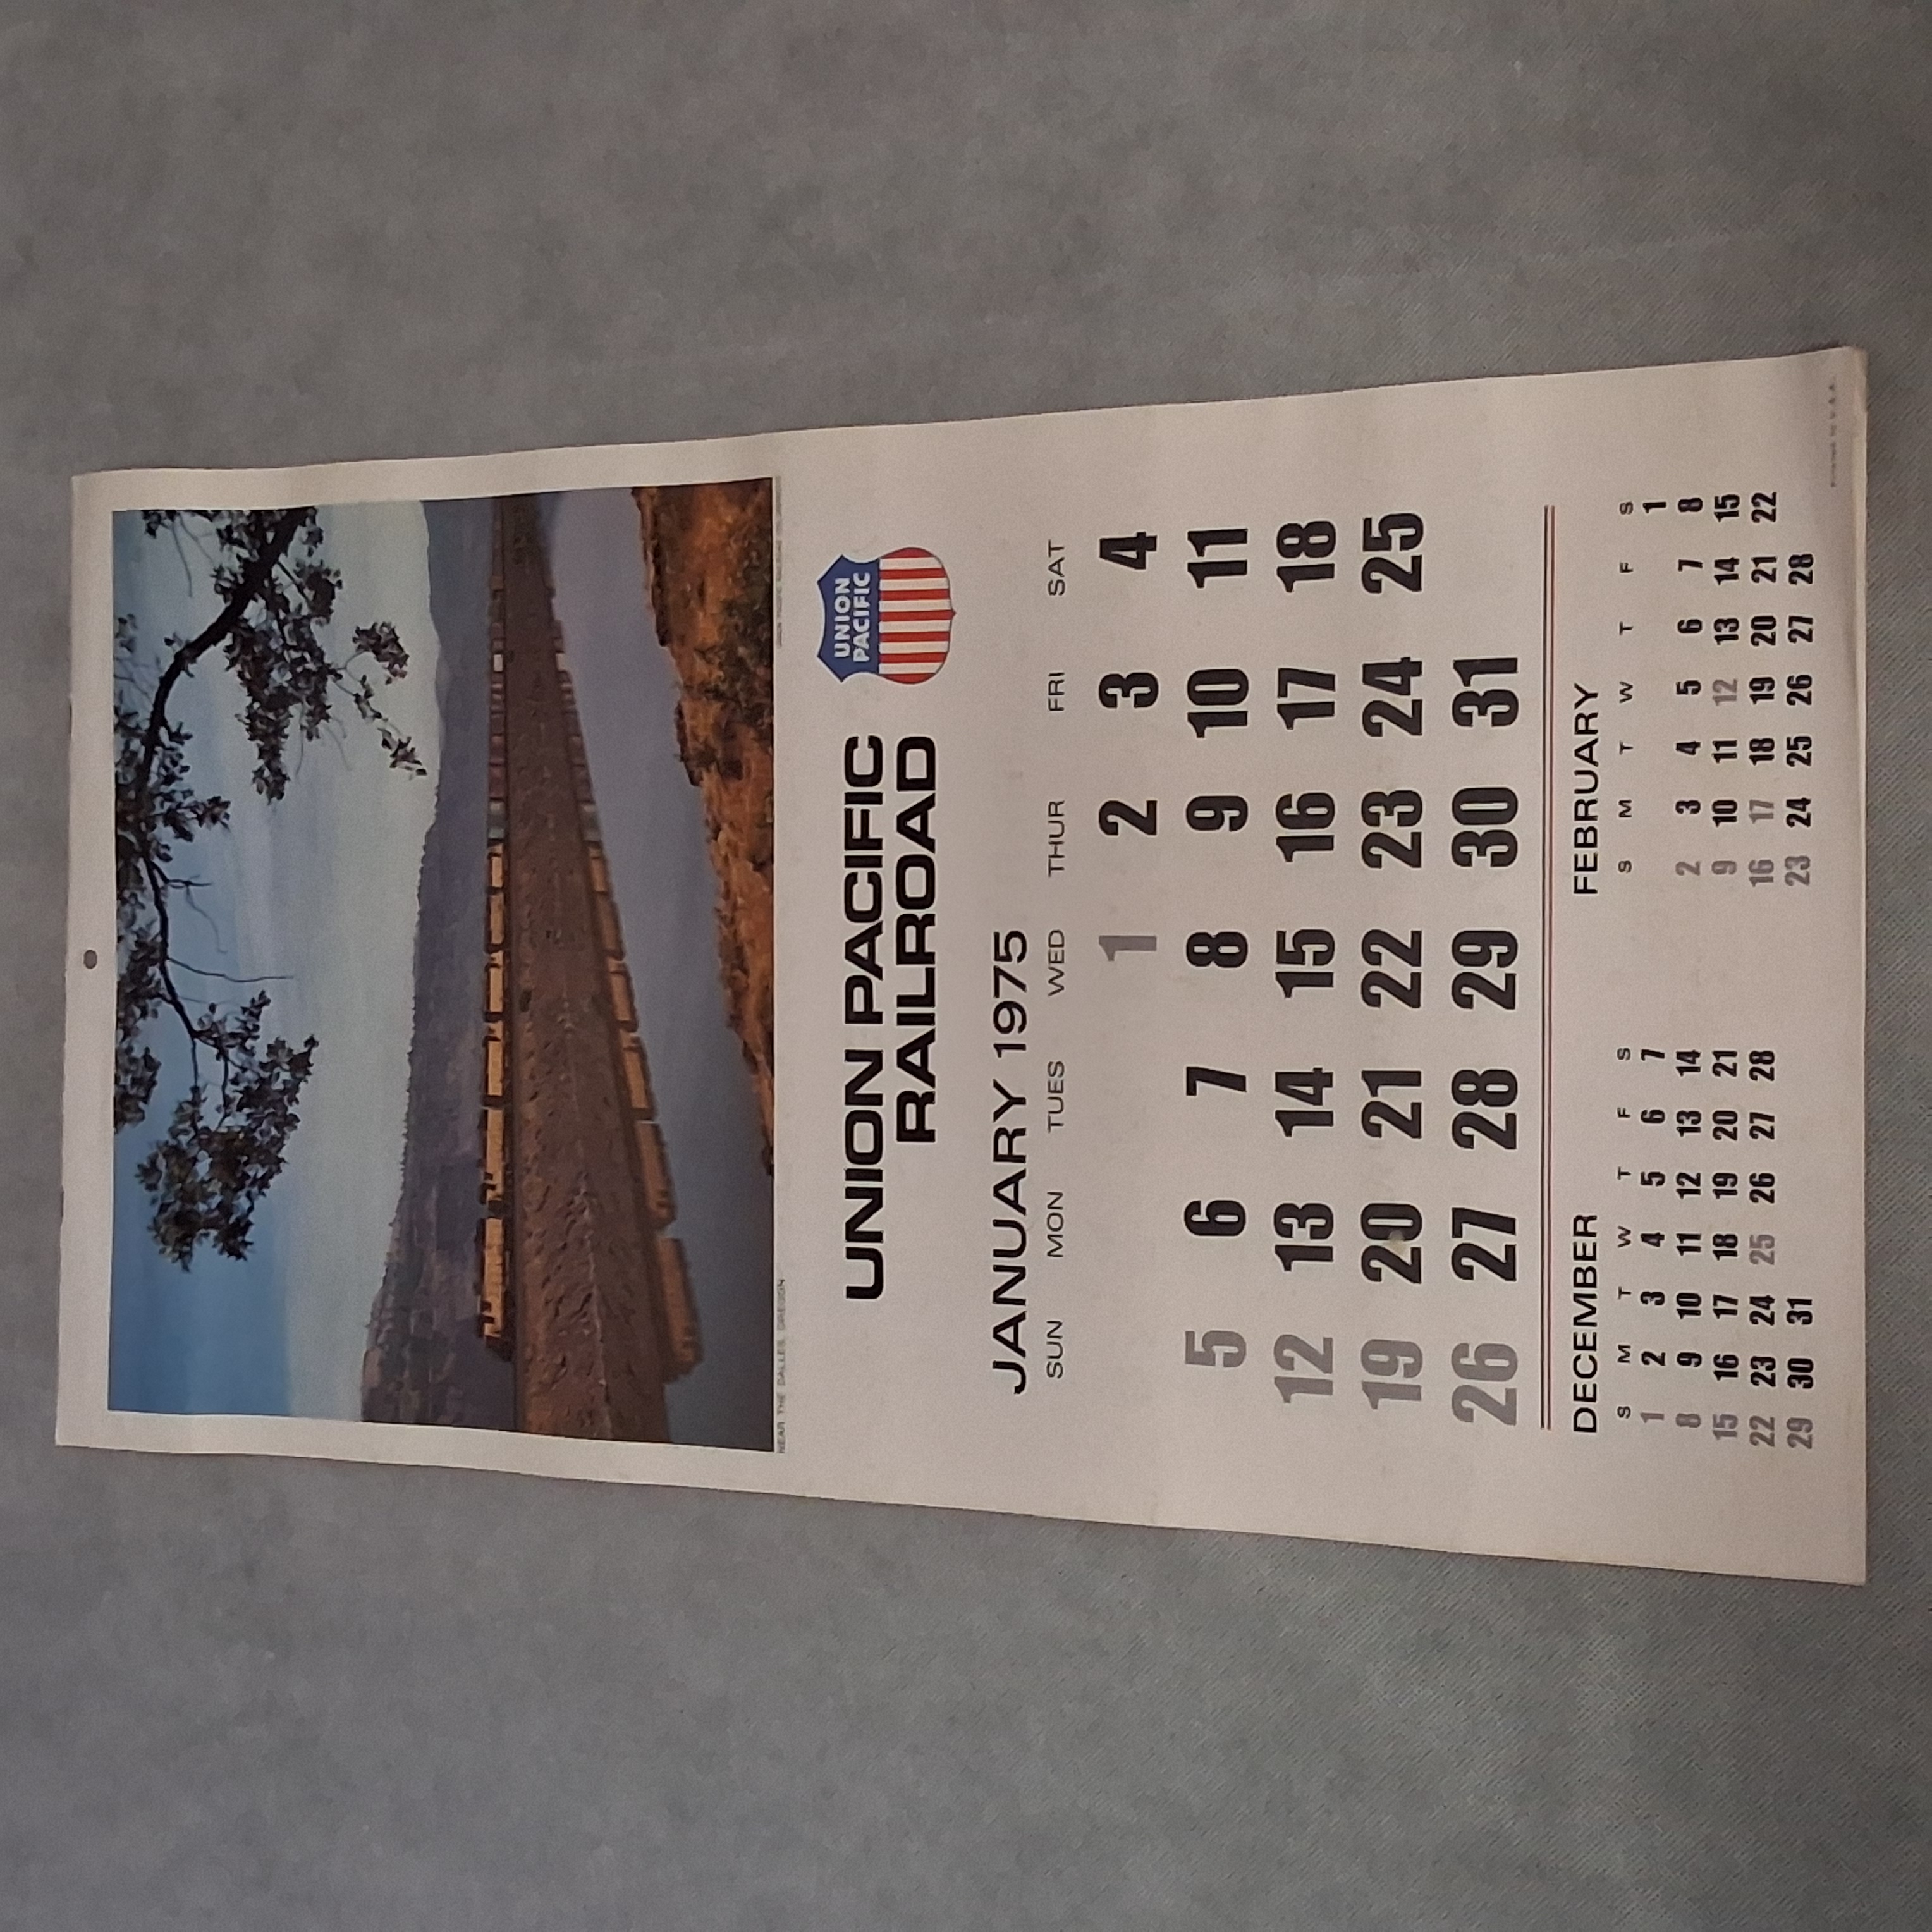 NEAR THE DALLES, OREGON
UNION PACIFIC
RAILROAD
UNION
PACIFIC
JANUARY 1975
SUN MON TUES WED THUR FRI SAT
1 2 3 4
5 6 7 8 9 10 11
12 13 14 15 16 17 18
19 20 21 22 23 24 25
26 27 28 29 30 31
DECEMBER
S M T W T F S
1 2 3 4 5 6 7
8 9 10 11 12 13 14
15 16 17 18 19 20 21
22 23 24 25 26 27 28
29 30 31
FEBRUARY
S M T W T F S
1
2 3 4 5 6 7 8
9 10 11 12 13 14 15
16 17 18 19 20 21 22
23 24 25 26 27 28